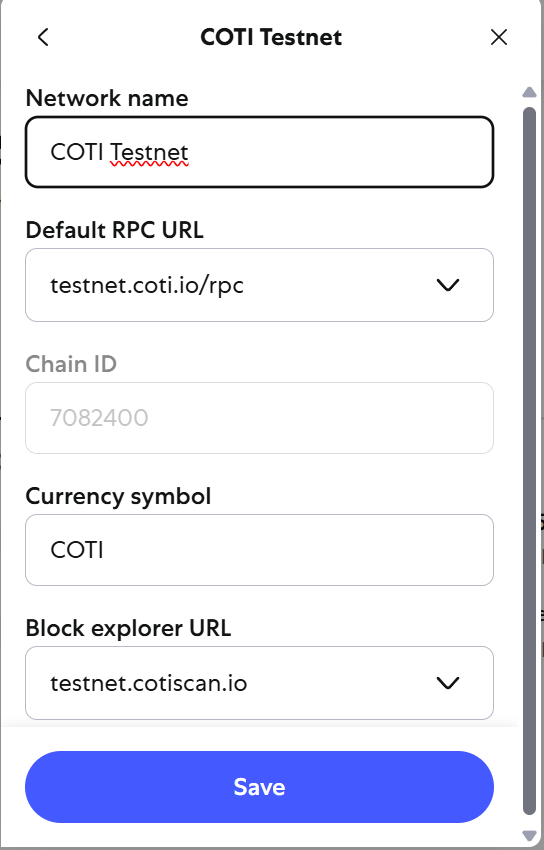 COTI Testnet
Network name
COTI Testnet
Default RPC URL
testnet.coti.io/rpc
Chain ID
7082400
Currency symbol
COTI
Block explorer URL
testnet.cotiscan.io
Save